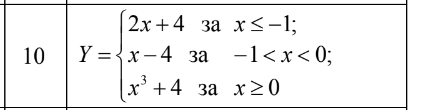 2x + 4 за x ≤ −1;
10 Y = { x − 4 за −1 < x < 0;
x³ + 4 за x ≥ 0